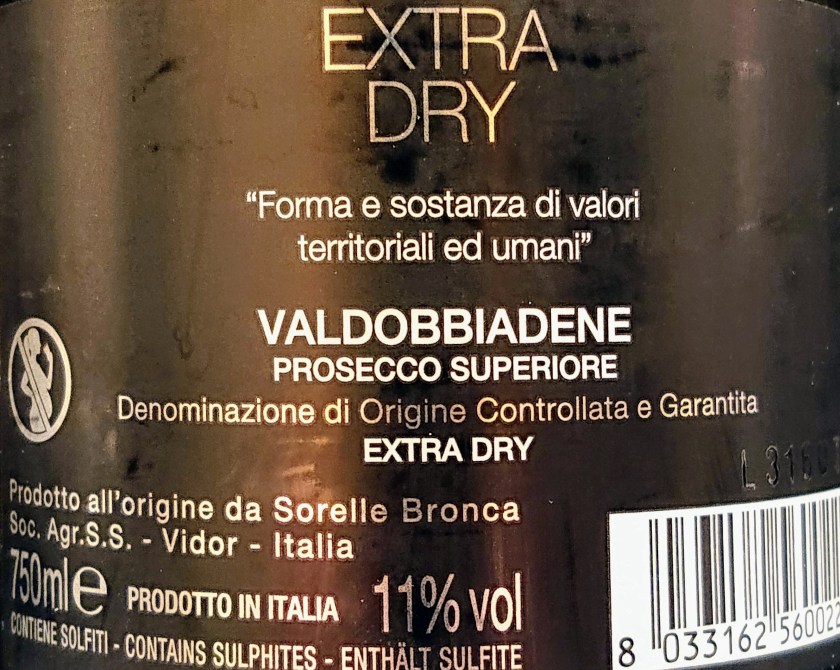 EXTRA
DRY
“Forma e sostanza di valori
territoriali ed umani”
VALDOBBIADENE
PROSECCO SUPERIORE
Denominazione di Origine Controllata e Garantita
EXTRA DRY
Prodotto all'origine da Sorelle Bronca
Soc. Agr.S.S. - Vidor - Italia
750ml e PRODOTTO IN ITALIA 11% vol
CONTIENE SOLFITI - CONTAINS SULPHITES - ENTHÄLT SULFITE
8 033162